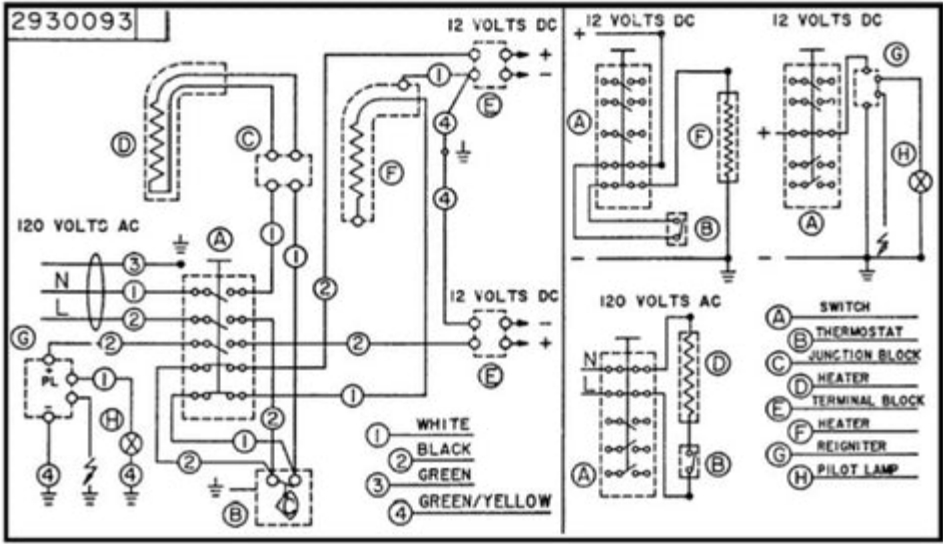 2930093
12 VOLTS DC
+
-
1
E
D
C
F
4
4
120 VOLTS AC
A
N
L
3
1
2
1
1
2
G
2
+
PL
-
1
H
4
4
2
12 VOLTS DC
-
+
E
1
1
2
2
B
1 WHITE
2 BLACK
3 GREEN
4 GREEN/YELLOW
12 VOLTS DC
+
A
F
B
-
12 VOLTS DC
G
+
H
A
-
120 VOLTS AC
N
L
D
A
B
A SWITCH
B THERMOSTAT
C JUNCTION BLOCK
D HEATER
E TERMINAL BLOCK
F HEATER
G REIGNITER
H PILOT LAMP